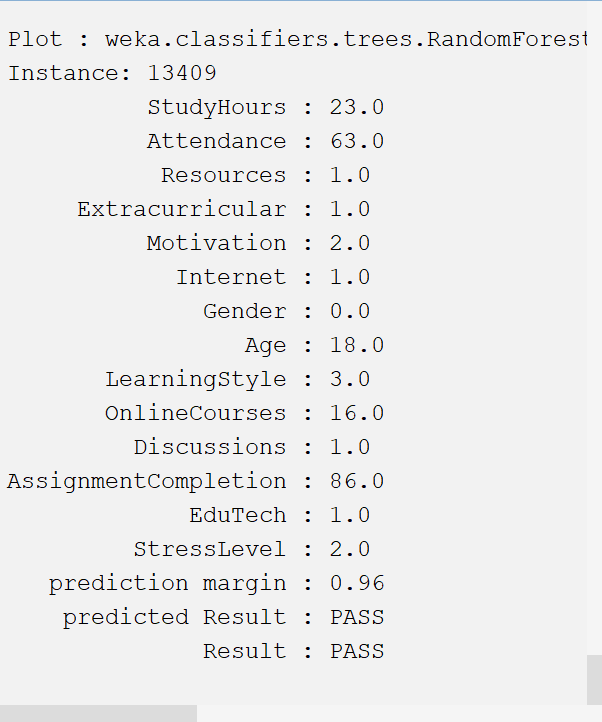 Plot : weka.classifiers.trees.RandomForest
Instance: 13409
StudyHours : 23.0
Attendance : 63.0
Resources : 1.0
Extracurricular : 1.0
Motivation : 2.0
Internet : 1.0
Gender : 0.0
Age : 18.0
LearningStyle : 3.0
OnlineCourses : 16.0
Discussions : 1.0
AssignmentCompletion : 86.0
EduTech : 1.0
StressLevel : 2.0
prediction margin : 0.96
predicted Result : PASS
Result : PASS